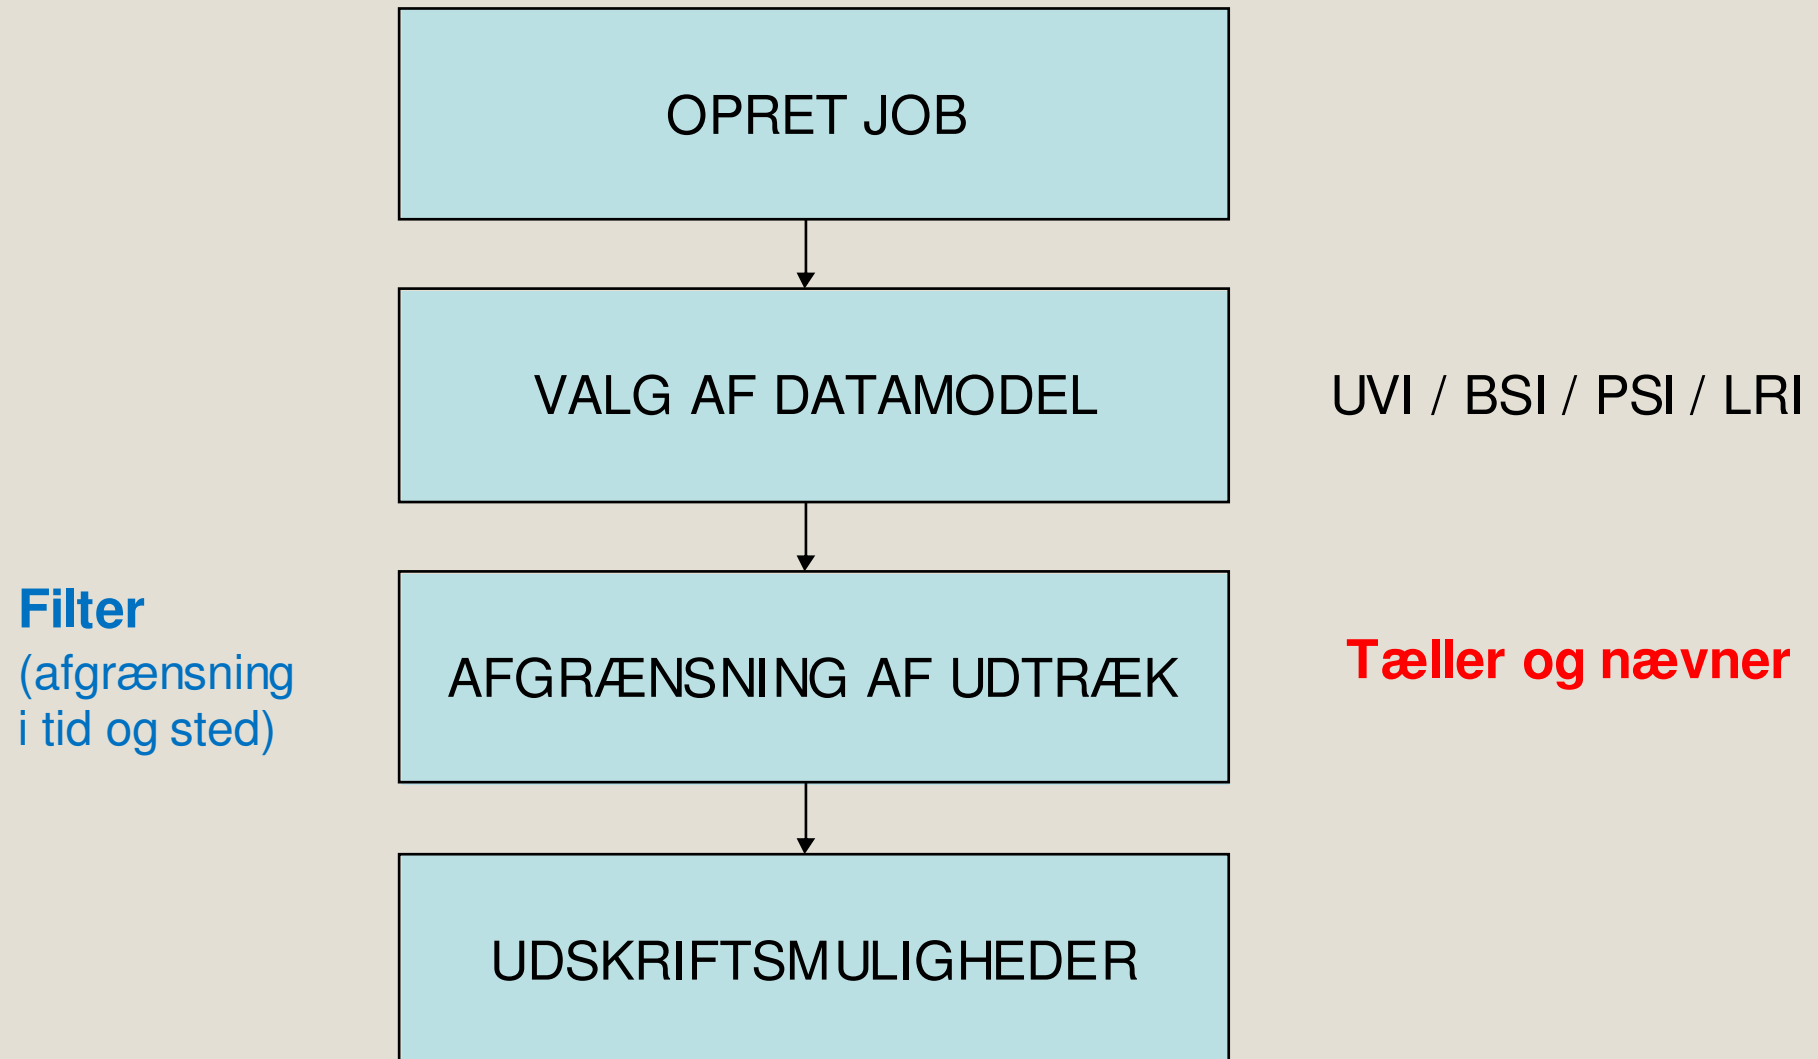 OPRET JOB
VALG AF DATAMODEL
UVI / BSI / PSI / LRI
Filter
(afgrænsning
i tid og sted)
AFGRÆNSNING AF UDTRÆK
Tæller og nævner
UDSKRIFTSMULIGHEDER